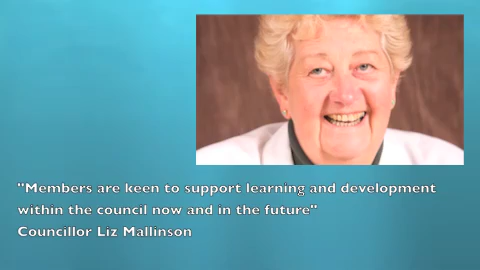 "Members are keen to support learning and development
within the council now and in the future"
Councillor Liz Mallinson